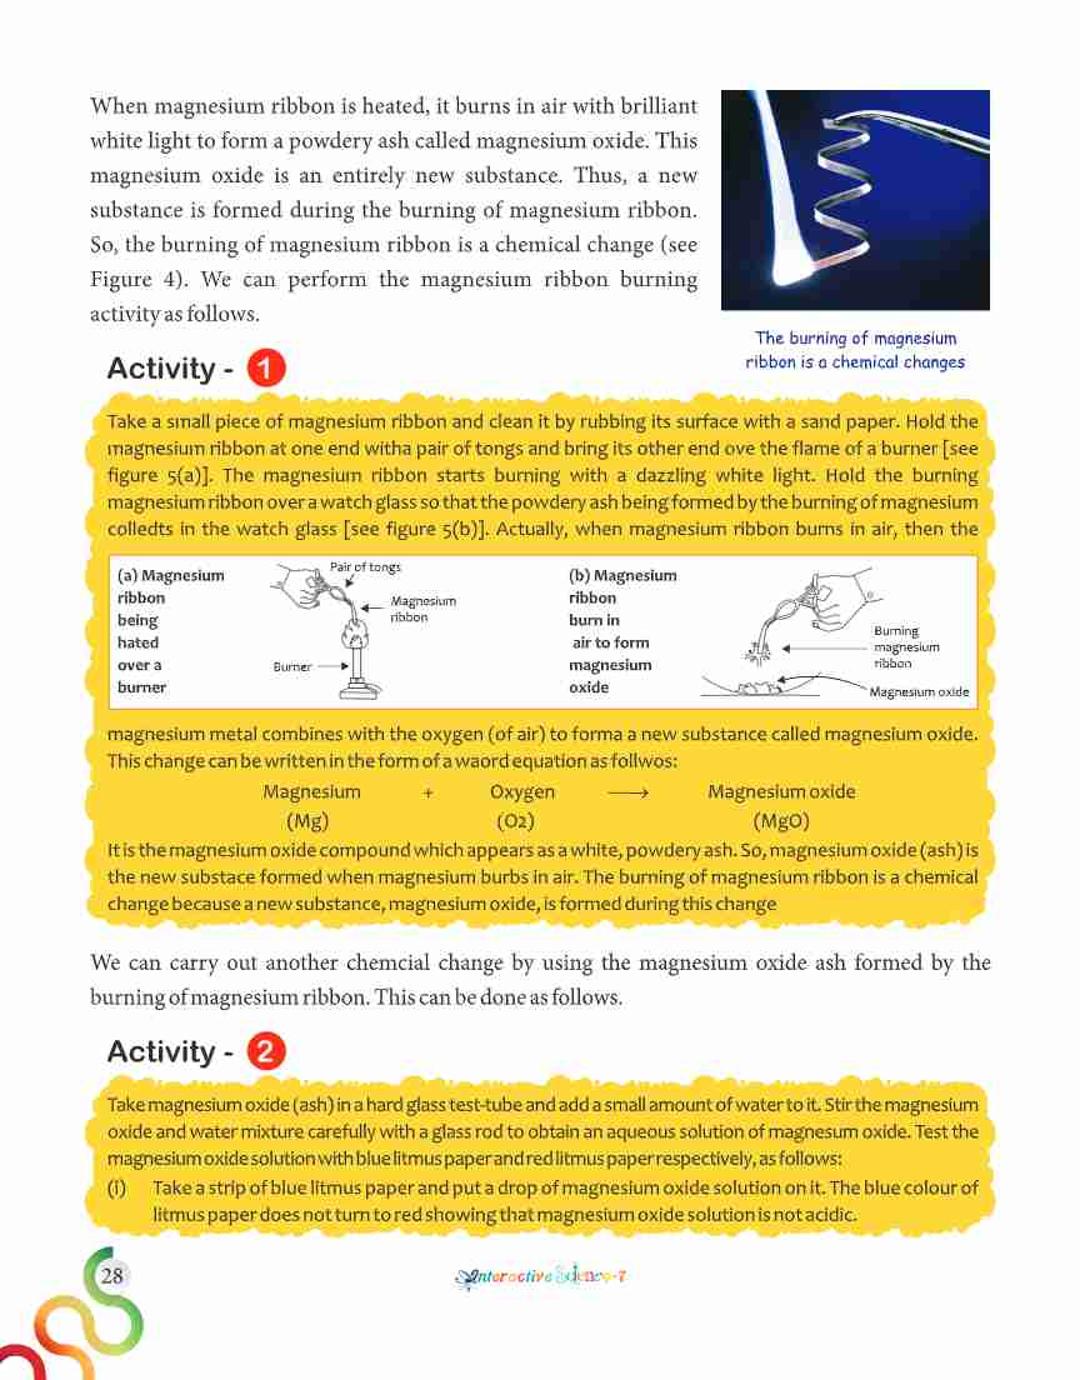 When magnesium ribbon is heated, it burns in air with brilliant
white light to form a powdery ash called magnesium oxide. This
magnesium oxide is an entirely new substance. Thus, a new
substance is formed during the burning of magnesium ribbon.
So, the burning of magnesium ribbon is a chemical change (see
Figure 4). We can perform the magnesium ribbon burning
activity as follows.
The burning of magnesium
ribbon is a chemical changes
Activity - 1
Take a small piece of magnesium ribbon and clean it by rubbing its surface with a sand paper. Hold the
magnesium ribbon at one end witha pair of tongs and bring its other end ove the flame of a burner [see
figure 5(a)]. The magnesium ribbon starts burning with a dazzling white light. Hold the burning
magnesium ribbon over a watch glass so that the powdery ash being formed by the burning of magnesium
colledts in the watch glass [see figure 5(b)]. Actually, when magnesium ribbon burns in air, then the
(a) Magnesium
ribbon
being
hated
over a
burner
Pair of tongs
Magnesium
ribbon
Burner
(b) Magnesium
ribbon
burn in
air to form
magnesium
oxide
Burning
magnesium
ribbon
Magnesium oxide
magnesium metal combines with the oxygen (of air) to forma a new substance called magnesium oxide.
This change can be written in the form of a waord equation as follwos:
Magnesium + Oxygen ⟶ Magnesium oxide
(Mg) (O2) (MgO)
It is the magnesium oxide compound which appears as a white, powdery ash. So, magnesium oxide (ash) is
the new substace formed when magnesium burbs in air. The burning of magnesium ribbon is a chemical
change because a new substance, magnesium oxide, is formed during this change
We can carry out another chemcial change by using the magnesium oxide ash formed by the
burning of magnesium ribbon. This can be done as follows.
Activity - 2
Take magnesium oxide (ash) in a hard glass test-tube and add a small amount of water to it. Stir the magnesium
oxide and water mixture carefully with a glass rod to obtain an aqueous solution of magnesum oxide. Test the
magnesium oxide solution with blue litmus paper and red litmus paper respectively, as follows:
(i) Take a strip of blue litmus paper and put a drop of magnesium oxide solution on it. The blue colour of
litmus paper does not turn to red showing that magnesium oxide solution is not acidic.
28
Interactive Science-7